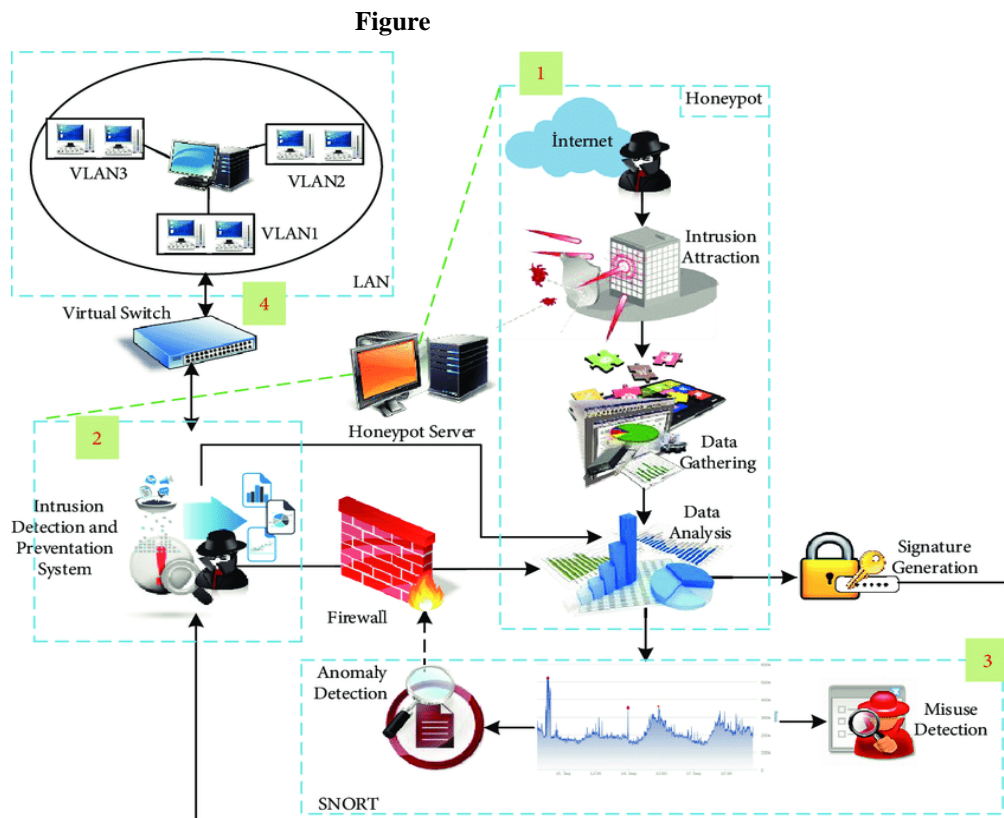 Figure
1
Honeypot
İnternet
VLAN3
VLAN2
VLAN1
LAN
Intrusion
Attraction
4
Virtual Switch
2
Honeypot Server
Data
Gathering
Intrusion
Detection and
Preventation
System
Data
Analysis
Signature
Generation
Firewall
3
Anomaly
Detection
Misuse
Detection
SNORT